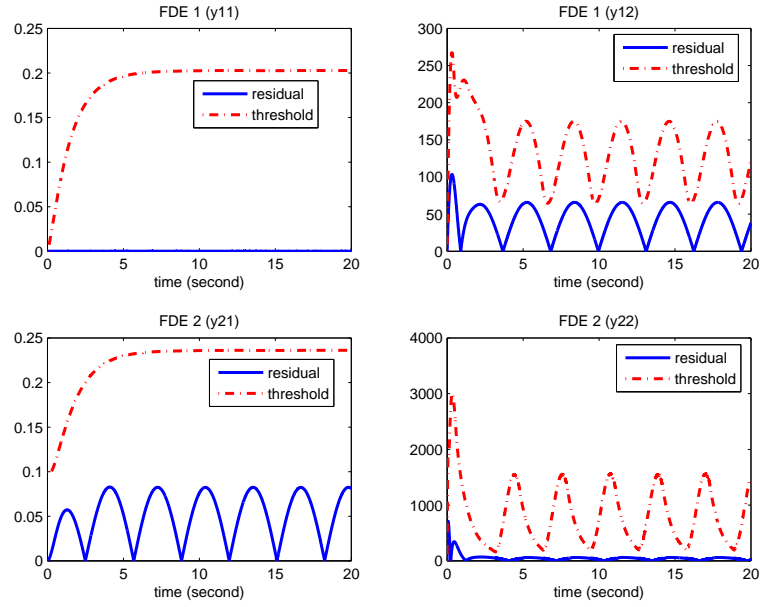 FDE 1 (y11)
0.25
0.2
0.15
0.1
0.05
0
0 5 10 15 20
time (second)
residual
threshold
FDE 1 (y12)
300
250
200
150
100
50
0
0 5 10 15 20
time (second)
residual
threshold
FDE 2 (y21)
0.25
0.2
0.15
0.1
0.05
0
0 5 10 15 20
time (second)
residual
threshold
FDE 2 (y22)
4000
3000
2000
1000
0
0 5 10 15 20
time (second)
residual
threshold